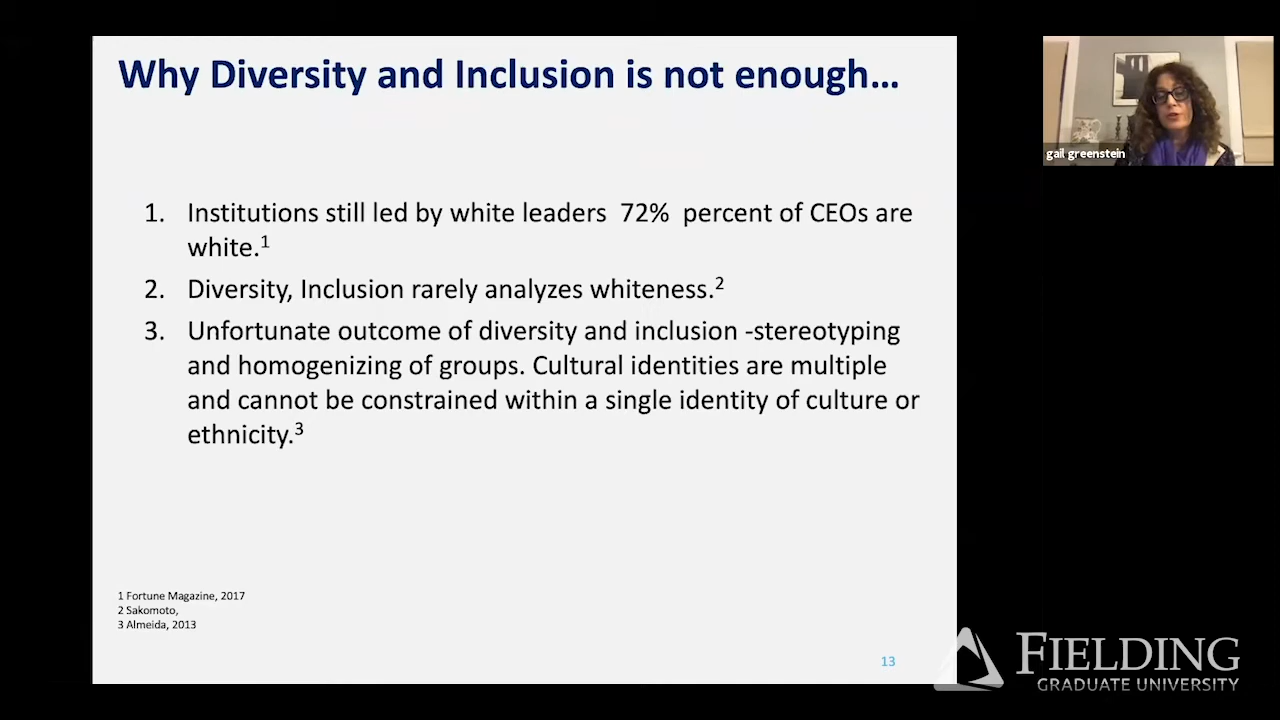 Why Diversity and Inclusion is not enough…
gail greenstein
1. Institutions still led by white leaders 72% percent of CEOs are
white.1
2. Diversity, Inclusion rarely analyzes whiteness.2
3. Unfortunate outcome of diversity and inclusion -stereotyping
and homogenizing of groups. Cultural identities are multiple
and cannot be constrained within a single identity of culture or
ethnicity.3
1 Fortune Magazine, 2017
2 Sakomoto,
3 Almeida, 2013
13
FIELDING
GRADUATE UNIVERSITY